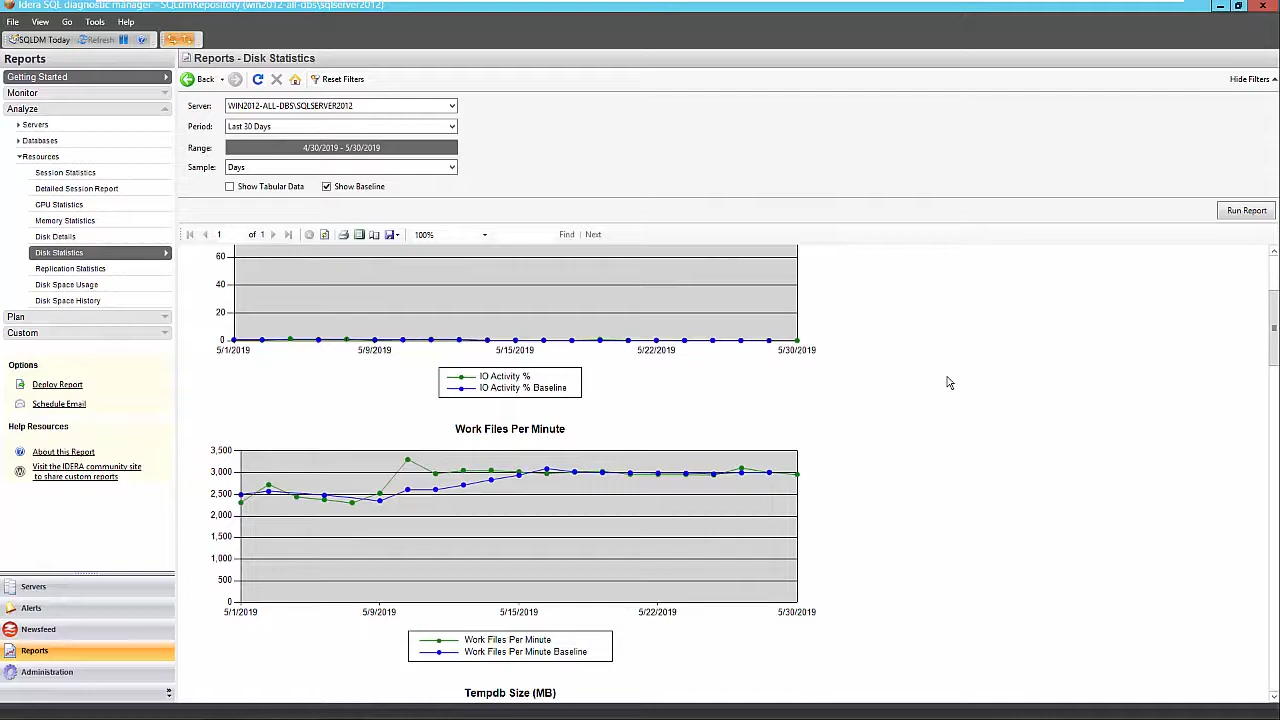 Idera SQL diagnostic manager - SQLdmRepository (win2012-all-dbs\sqlserver2012)
File View Go Tools Help
SQLDM Today Refresh
Reports
Getting Started
Monitor
Analyze
Servers
Databases
Resources
Session Statistics
Detailed Session Report
CPU Statistics
Memory Statistics
Disk Details
Disk Statistics
Replication Statistics
Disk Space Usage
Disk Space History
Plan
Custom
Options
Deploy Report
Schedule Email
Help Resources
About this Report
Visit the IDERA community site
to share custom reports
Servers
Alerts
Newsfeed
Reports
Administration
Reports - Disk Statistics
Back Reset Filters Hide Filters
Server: WIN2012-ALL-DBS\SQLSERVER2012
Period: Last 30 Days
Range: 4/30/2019 - 5/30/2019
Sample: Days
Show Tabular Data Show Baseline
Run Report
1 of 1 100% Find | Next
60
40
20
0
5/1/2019 5/9/2019 5/15/2019 5/22/2019 5/30/2019
IO Activity %
IO Activity % Baseline
Work Files Per Minute
3,500
3,000
2,500
2,000
1,500
1,000
500
0
5/1/2019 5/9/2019 5/15/2019 5/22/2019 5/30/2019
Work Files Per Minute
Work Files Per Minute Baseline
Tempdb Size (MB)